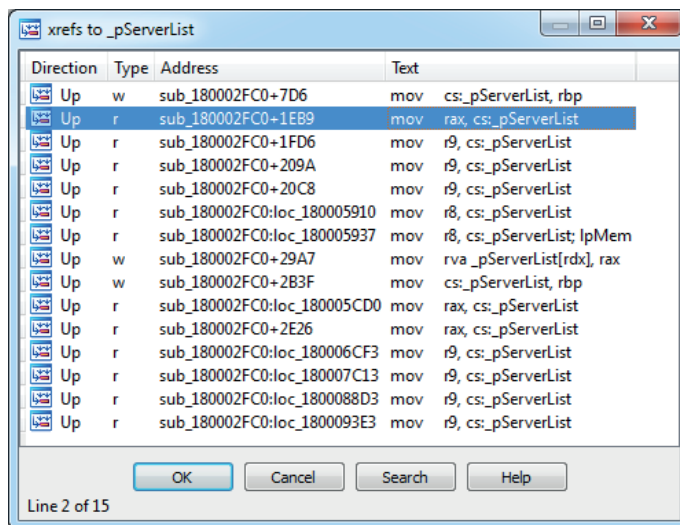 xrefs to _pServerList
Direction Type Address Text
Up w sub_180002FC0+7D6 mov cs:_pServerList, rbp
Up r sub_180002FC0+1EB9 mov rax, cs:_pServerList
Up r sub_180002FC0+1FD6 mov r9, cs:_pServerList
Up r sub_180002FC0+209A mov r9, cs:_pServerList
Up r sub_180002FC0+20C8 mov r9, cs:_pServerList
Up r sub_180002FC0:loc_180005910 mov r8, cs:_pServerList
Up r sub_180002FC0:loc_180005937 mov r8, cs:_pServerList; lpMem
Up w sub_180002FC0+29A7 mov rva _pServerList[rdx], rax
Up w sub_180002FC0+2B3F mov cs:_pServerList, rbp
Up r sub_180002FC0:loc_180005CD0 mov rax, cs:_pServerList
Up r sub_180002FC0+2E26 mov rax, cs:_pServerList
Up r sub_180002FC0:loc_180006CF3 mov r9, cs:_pServerList
Up r sub_180002FC0:loc_180007C13 mov r9, cs:_pServerList
Up r sub_180002FC0:loc_1800088D3 mov r9, cs:_pServerList
Up r sub_180002FC0:loc_1800093E3 mov r9, cs:_pServerList
OK Cancel Search Help
Line 2 of 15